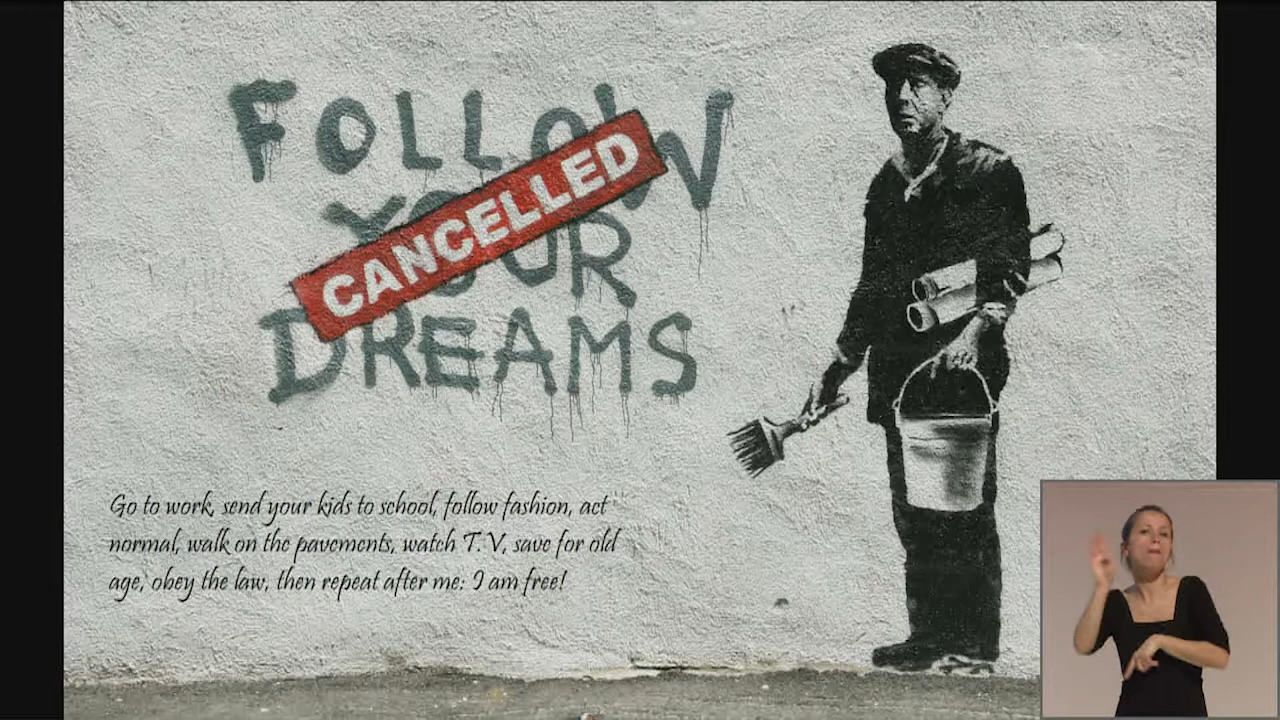 FOLLOW
CANCELLED
YOUR
DREAMS
Go to work, send your kids to school, follow fashion, act
normal, walk on the pavements, watch T.V, save for old
age, obey the law, then repeat after me: I am free!